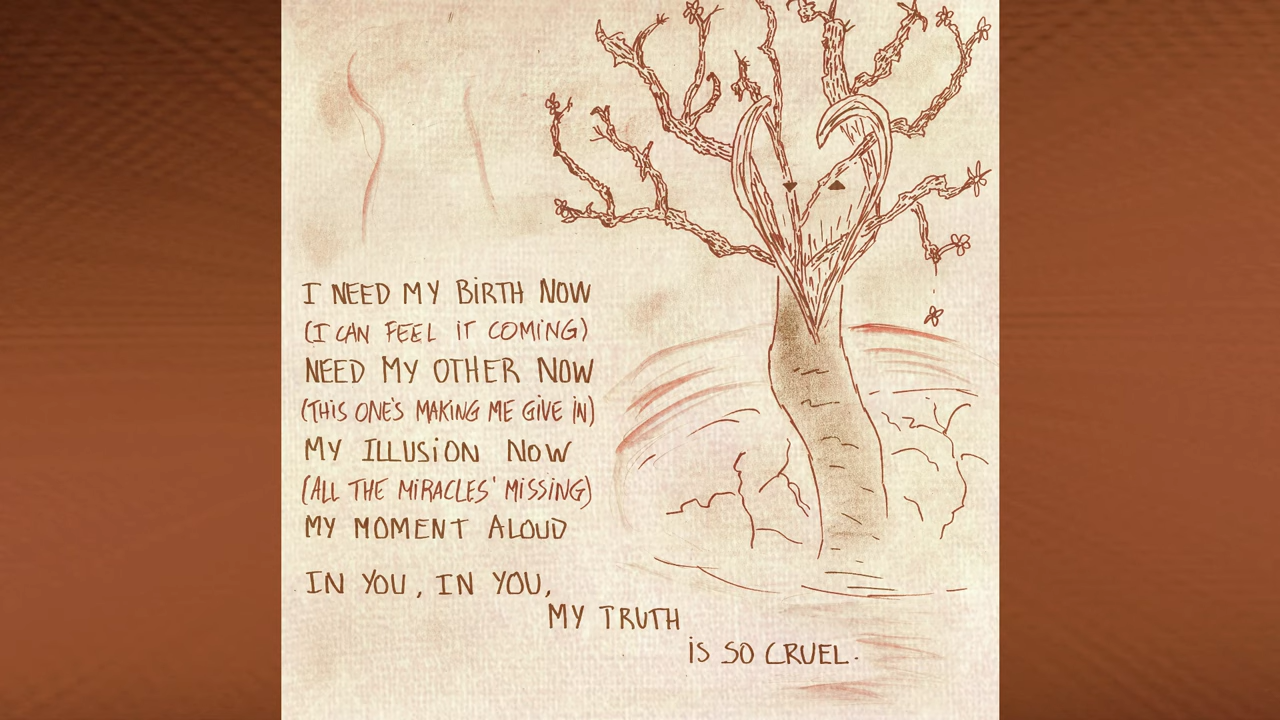 I NEED MY BIRTH NOW
(I CAN FEEL IT COMING)
NEED MY OTHER NOW
(THIS ONE'S MAKING ME GIVE IN)
MY ILLUSION NOW
(ALL THE MIRACLES' MISSING)
MY MOMENT ALOUD
IN YOU, IN YOU,
MY TRUTH
IS SO CRUEL.